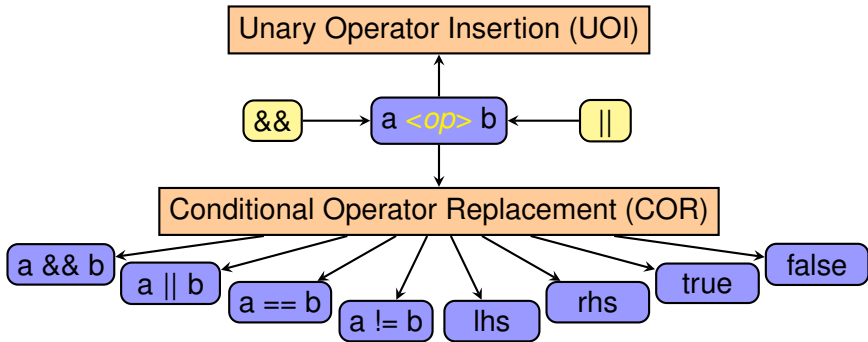 Unary Operator Insertion (UOI)
&&
a <op> b
||
Conditional Operator Replacement (COR)
a && b
a || b
a == b
a != b
lhs
rhs
true
false